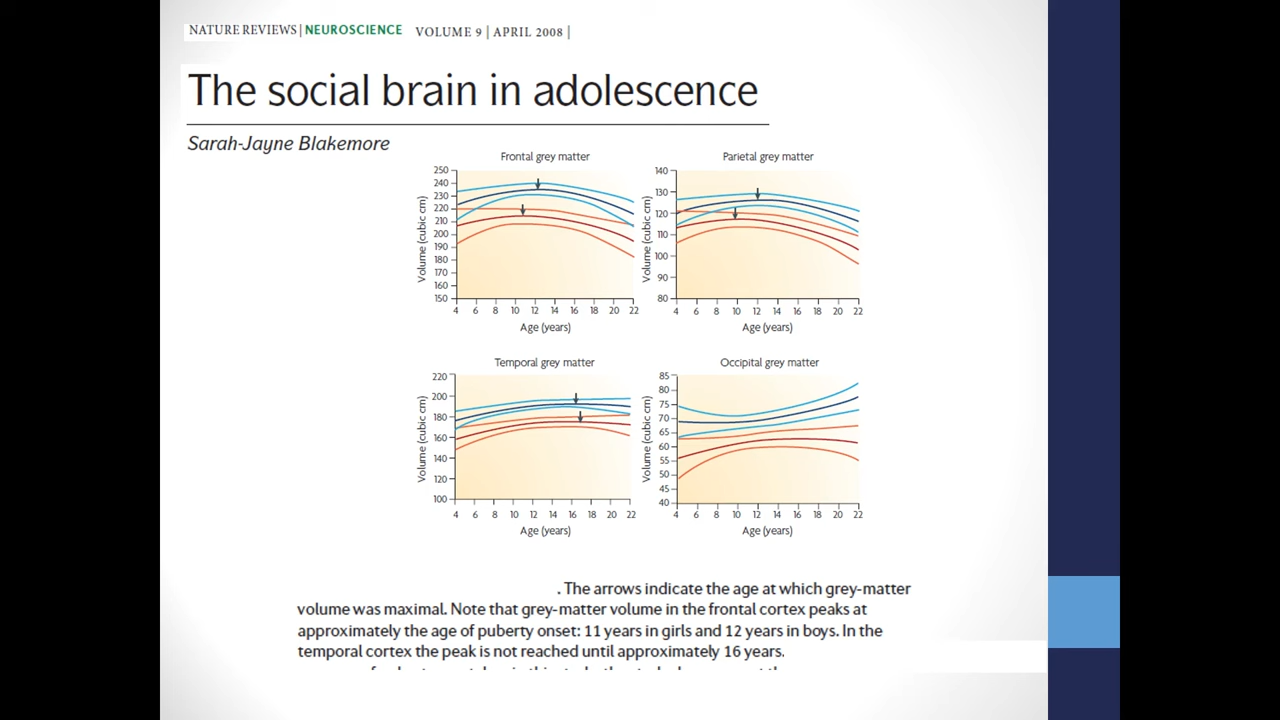 NATURE REVIEWS | NEUROSCIENCE VOLUME 9 | APRIL 2008 |
The social brain in adolescence
Sarah-Jayne Blakemore
Frontal grey matter
250
240
230
220
210
200
190
180
170
160
150
Volume (cubic cm)
4 6 8 10 12 14 16 18 20 22
Age (years)
Parietal grey matter
140
130
120
110
100
90
80
Volume (cubic cm)
4 6 8 10 12 14 16 18 20 22
Age (years)
Temporal grey matter
220
200
180
160
140
120
100
Volume (cubic cm)
4 6 8 10 12 14 16 18 20 22
Age (years)
Occipital grey matter
85
80
75
70
65
60
55
50
45
40
Volume (cubic cm)
4 6 8 10 12 14 16 18 20 22
Age (years)
. The arrows indicate the age at which grey-matter
volume was maximal. Note that grey-matter volume in the frontal cortex peaks at
approximately the age of puberty onset: 11 years in girls and 12 years in boys. In the
temporal cortex the peak is not reached until approximately 16 years.